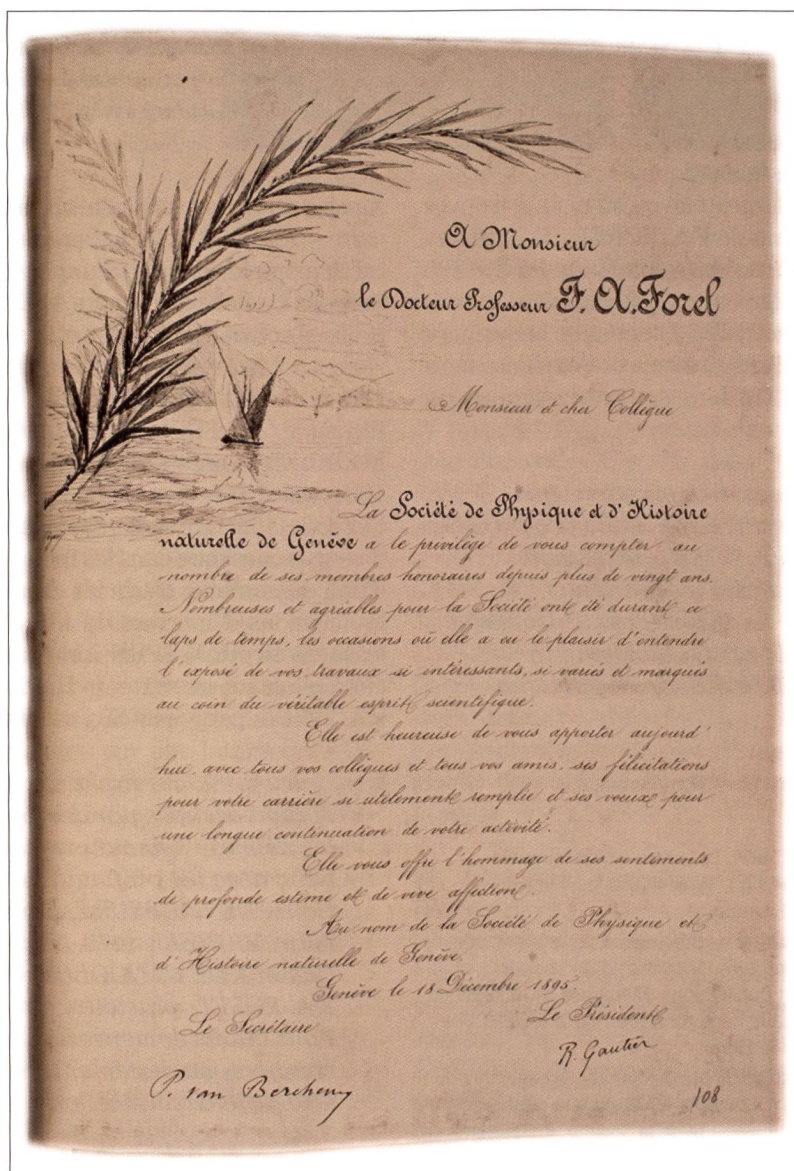 A Monsieur
le Docteur Professeur F. A. Forel
Monsieur et cher Collègue
La Société de Physique et d'Histoire
naturelle de Genève a le privilège de vous compter au
nombre de ses membres honoraires depuis plus de vingt ans.
Nombreuses et agréables pour la Société ont été durant ce
laps de temps, les occasions où elle a eu le plaisir d'entendre
l'exposé de vos travaux si intéressants, si variés et marqués
au coin du véritable esprit scientifique.
Elle est heureuse de vous apporter aujourd'
hui, avec tous vos collègues et tous vos amis, ses félicitations
pour votre carrière si utilement remplie et ses voeux pour
une longue continuation de votre activité.
Elle vous offre l'hommage de ses sentiments
de profonde estime et de vive affection.
Au nom de la Société de Physique et
d'Histoire naturelle de Genève.
Genève le 18 Décembre 1895.
Le Secrétaire Le Président
R. Gautier
P. van Berchem
108